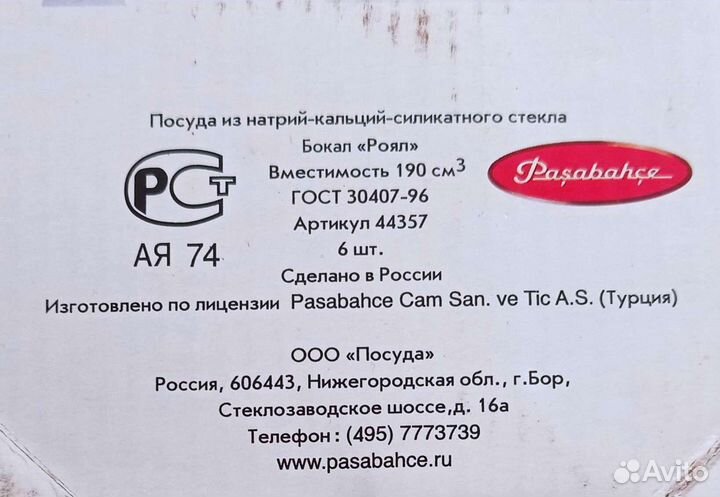 Посуда из натрий-кальций-силикатного стекла
Бокал «Роял»
Вместимость 190 см³
ГОСТ 30407-96
Артикул 44357
6 шт.
Сделано в России
Изготовлено по лицензии Pasabahce Cam San. ve Tic A.S. (Турция)
РСТ
АЯ 74
Paşabahçe
ООО «Посуда»
Россия, 606443, Нижегородская обл., г.Бор,
Стеклозаводское шоссе,д. 16а
Телефон : (495) 7773739
www.pasabahce.ru
Avito